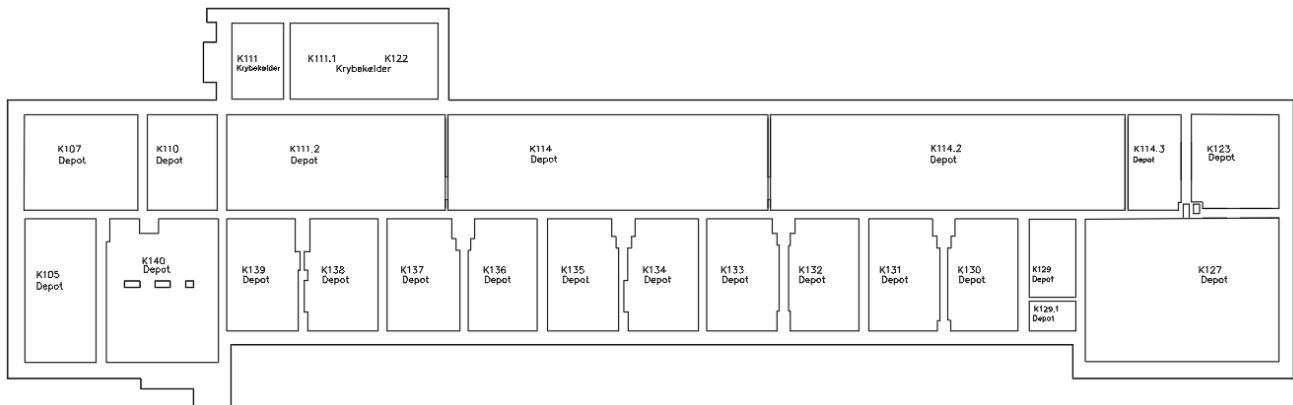 K111
Krybekælder
K111.1
K122
Krybekælder
K107
Depot
K110
Depot
K111.2
Depot
K114
Depot
K114.2
Depot
K114.3
Depot
K123
Depot
K105
Depot
K140
Depot
K139
Depot
K138
Depot
K137
Depot
K136
Depot
K135
Depot
K134
Depot
K133
Depot
K132
Depot
K131
Depot
K130
Depot
K129
Depot
K129.1
Depot
K127
Depot